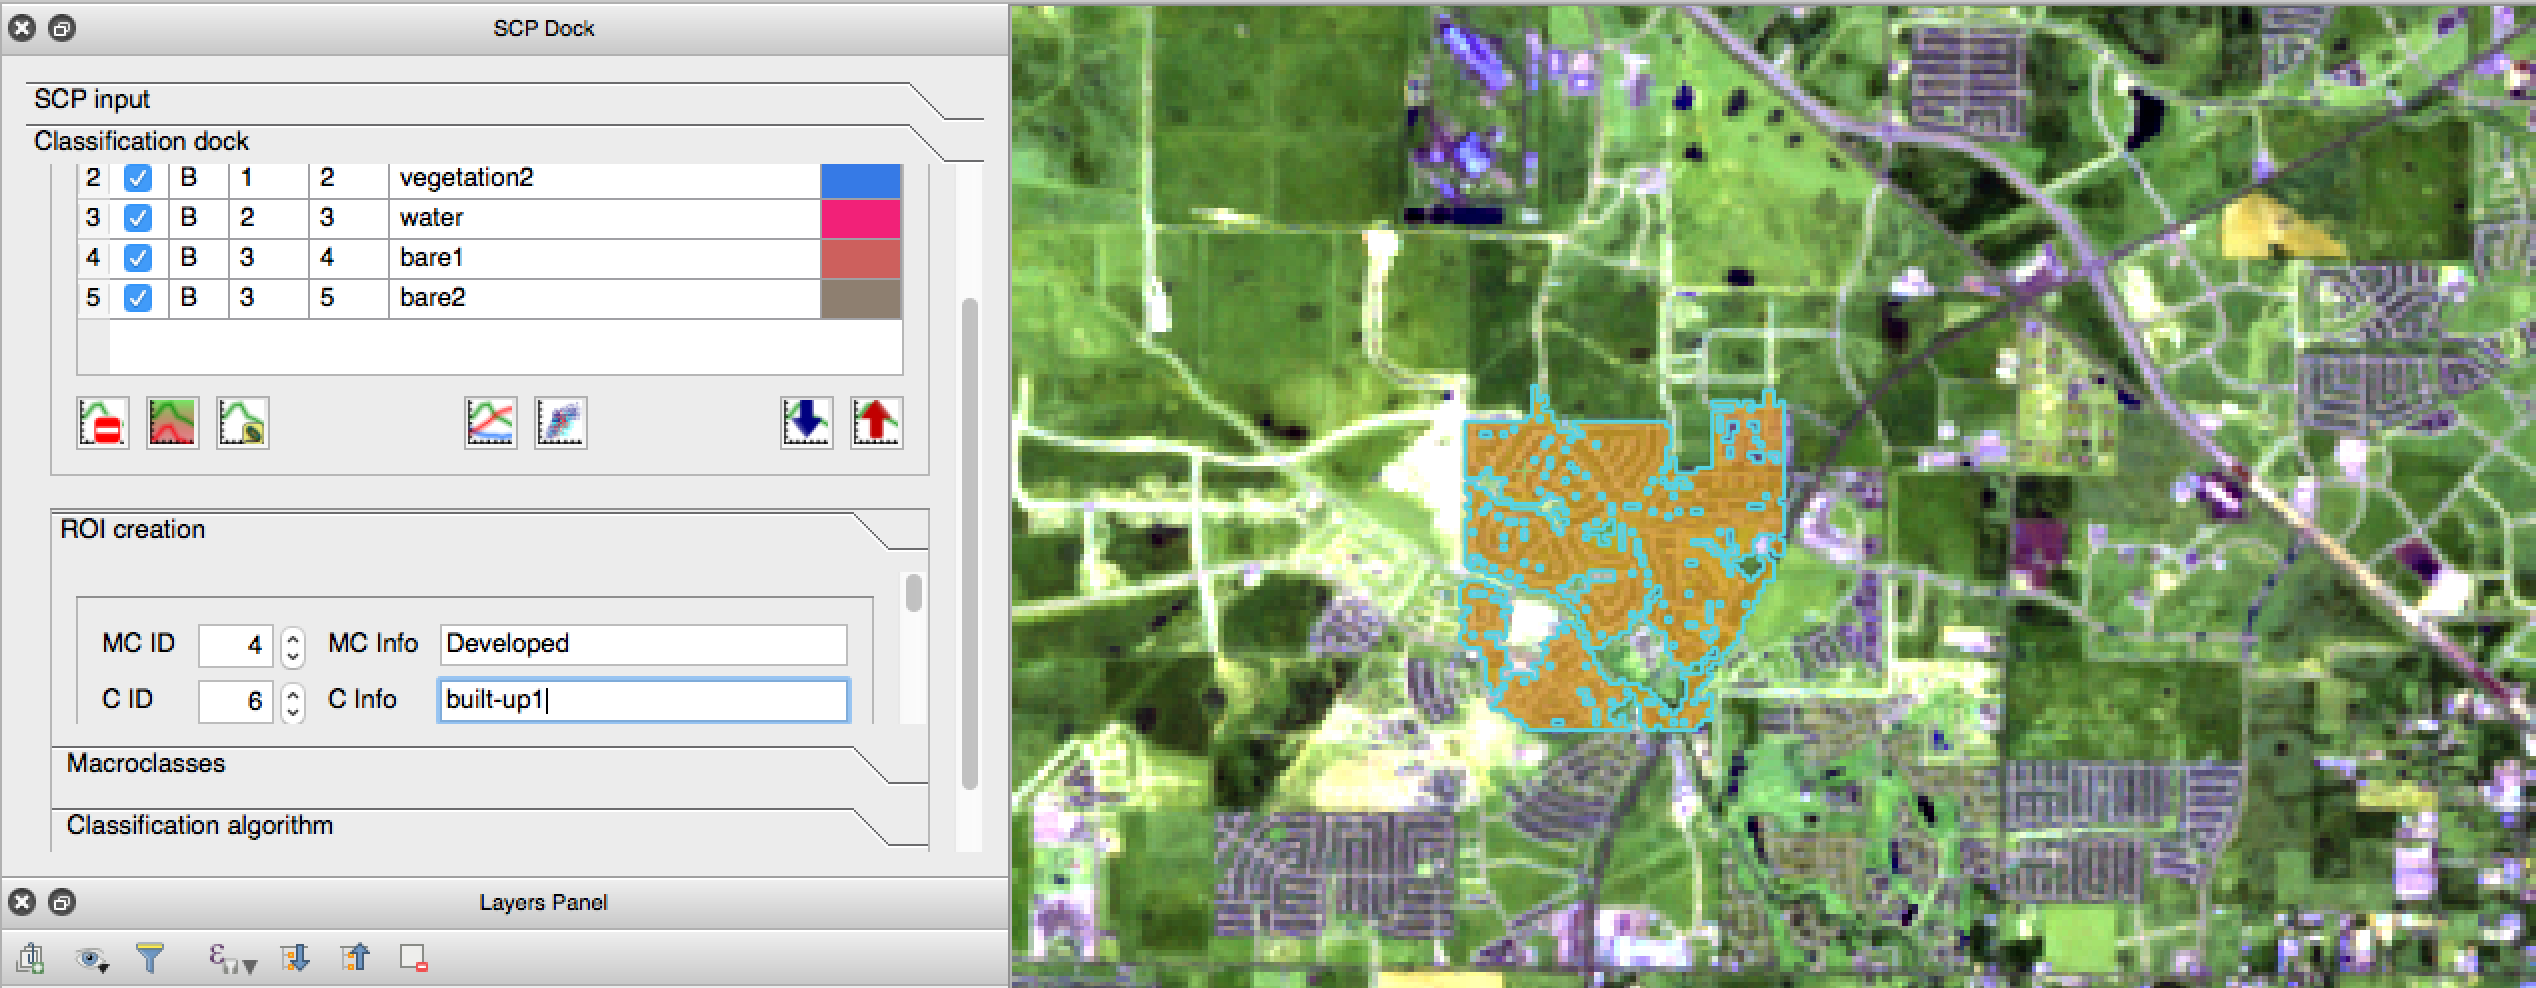 SCP Dock
SCP input
Classification dock
2 B 1 2 vegetation2
3 B 2 3 water
4 B 3 4 bare1
5 B 3 5 bare2
ROI creation
MC ID 4 MC Info Developed
C ID 6 C Info built-up1
Macroclasses
Classification algorithm
Layers Panel
ε